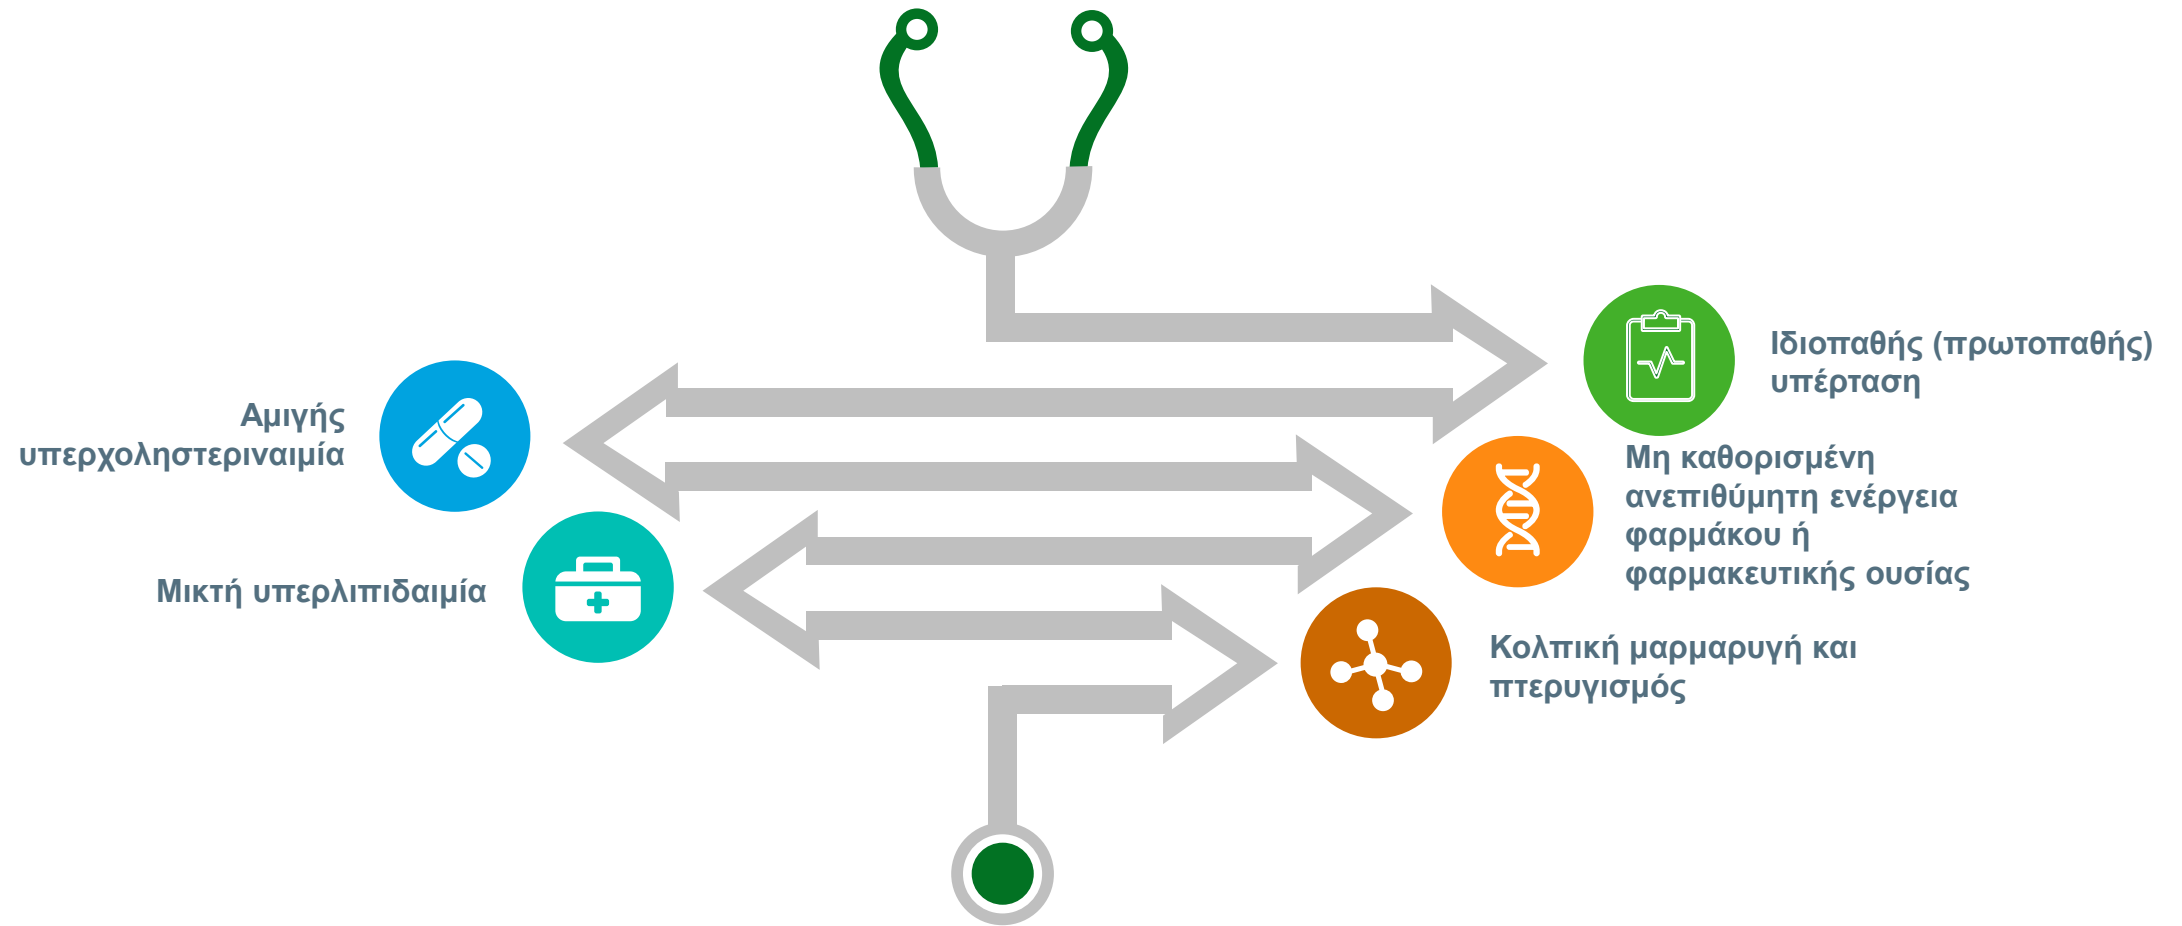 Ιδιοπαθής (πρωτοπαθής)
υπέρταση
Αμιγής
υπερχοληστεριναιμία
Μη καθορισμένη
ανεπιθύμητη ενέργεια
φαρμάκου ή
φαρμακευτικής ουσίας
Μικτή υπερλιπιδαιμία
Κολπική μαρμαρυγή και
πτερυγισμός